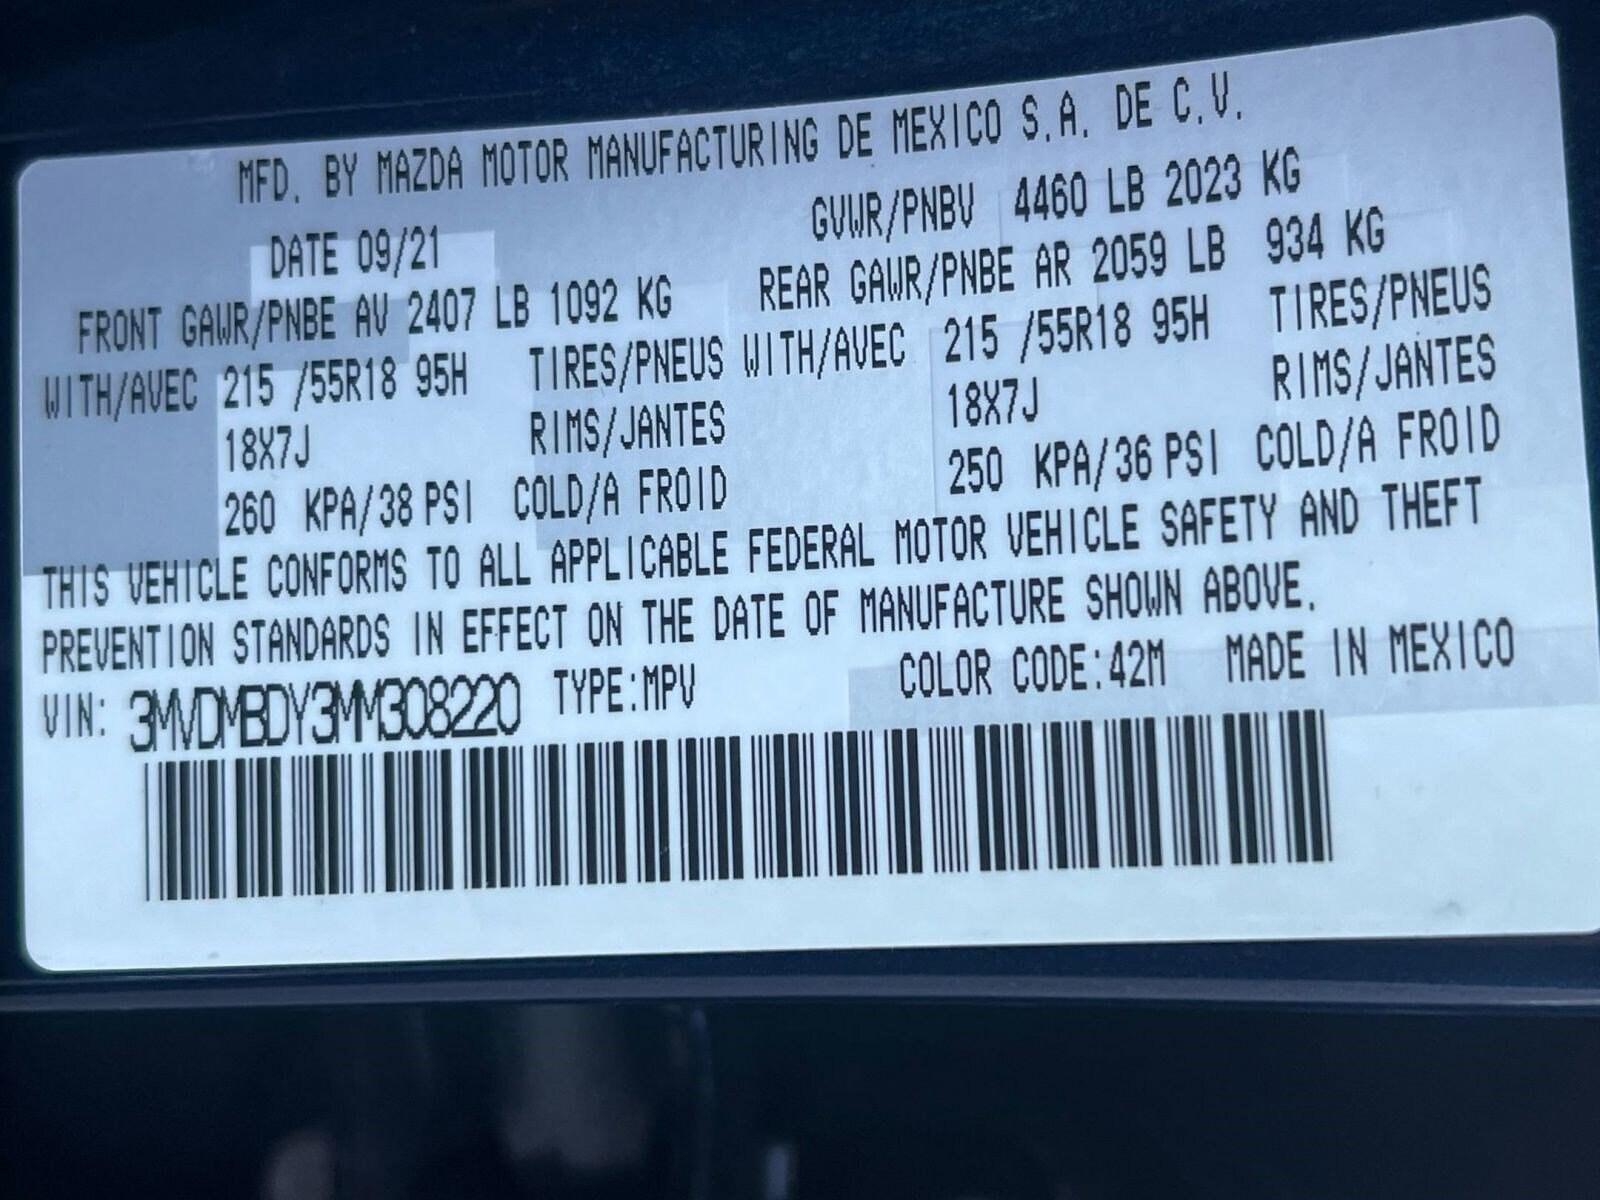 MFD. BY MAZDA MOTOR MANUFACTURING DE MEXICO S.A. DE C.V.
DATE 09/21 GVWR/PNBV 4460 LB 2023 KG
FRONT GAWR/PNBE AV 2407 LB 1092 KG REAR GAWR/PNBE AR 2059 LB 934 KG
WITH/AVEC 215 /55R18 95H TIRES/PNEUS WITH/AVEC 215 /55R18 95H TIRES/PNEUS
18X7J RIMS/JANTES 18X7J RIMS/JANTES
260 KPA/38 PSI COLD/A FROID 250 KPA/36 PSI COLD/A FROID
THIS VEHICLE CONFORMS TO ALL APPLICABLE FEDERAL MOTOR VEHICLE SAFETY AND THEFT
PREVENTION STANDARDS IN EFFECT ON THE DATE OF MANUFACTURE SHOWN ABOVE.
VIN: 3MVDMBDY3MM308220 TYPE:MPV COLOR CODE:42M MADE IN MEXICO